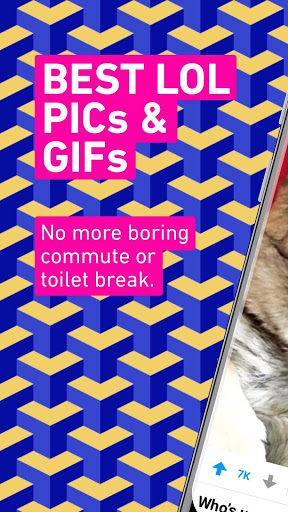 BEST LOL
PICs &
GIFs
No more boring
commute or
toilet break.
7K
Who's